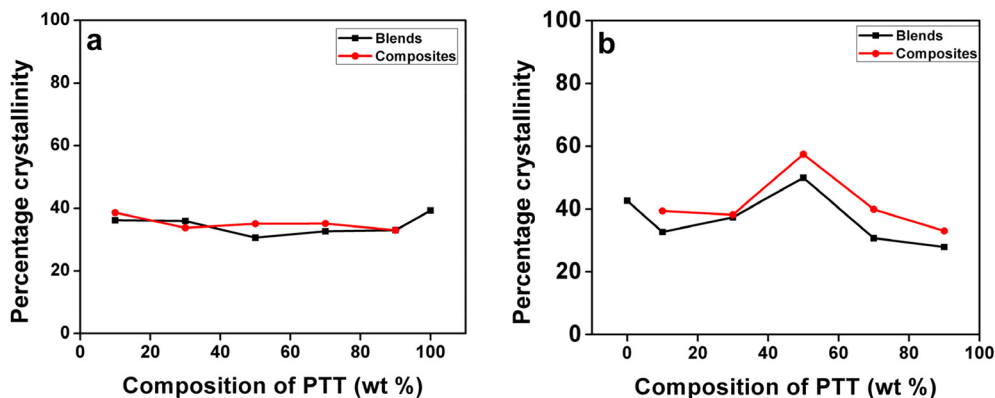 a
Blends
Composites
100
80
60
40
20
0
Percentage crystallinity
0 20 40 60 80 100
Composition of PTT (wt %)
b
Blends
Composites
100
80
60
40
20
0
Percentage crystallinity
0 20 40 60 80 100
Composition of PTT (wt %)